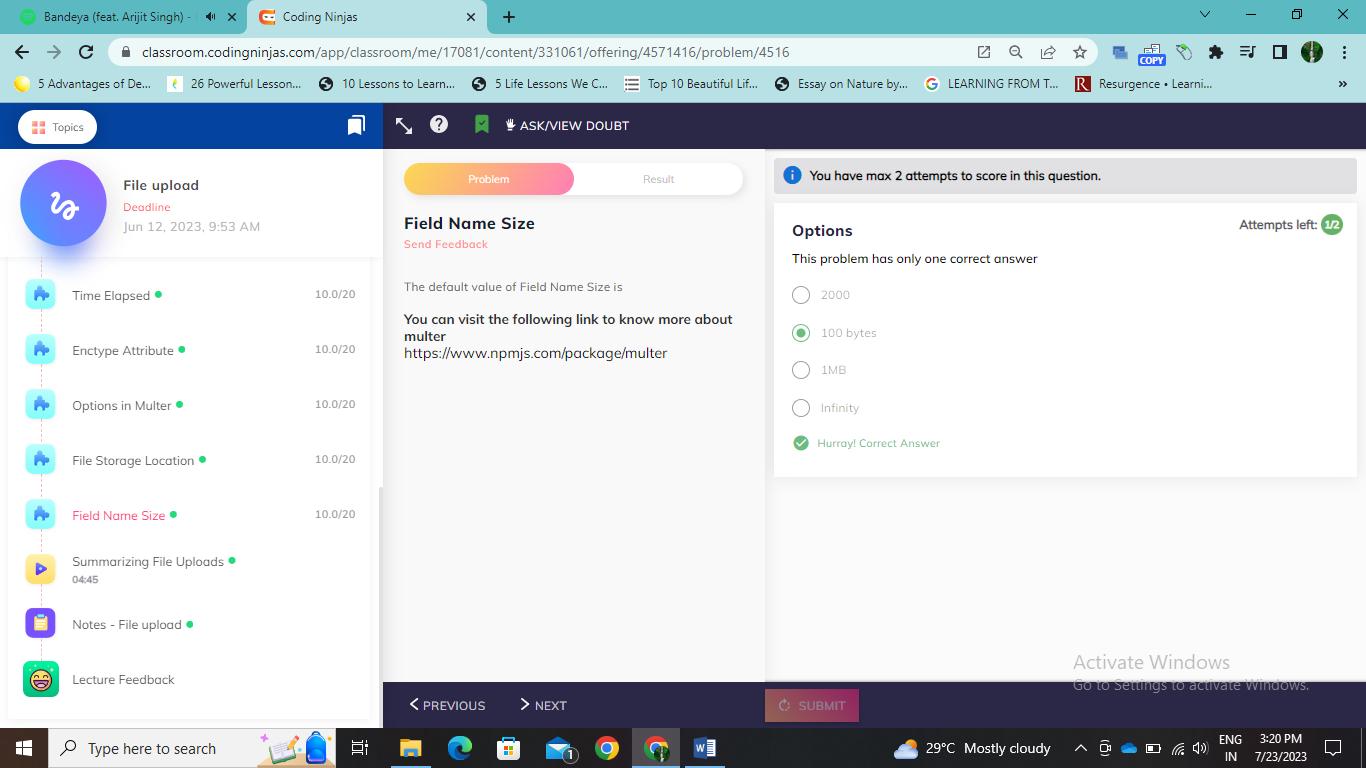 Bandeya (feat. Arijit Singh) -
Coding Ninjas
classroom.codingninjas.com/app/classroom/me/17081/content/331061/offering/4571416/problem/4516
COPY
5 Advantages of De...
26 Powerful Lesson...
10 Lessons to Learn...
5 Life Lessons We C...
Top 10 Beautiful Lif...
Essay on Nature by...
LEARNING FROM T...
Resurgence • Learni...
Topics
ASK/VIEW DOUBT
File upload
Deadline
Jun 12, 2023, 9:53 AM
Time Elapsed
10.0/20
Enctype Attribute
10.0/20
Options in Multer
10.0/20
File Storage Location
10.0/20
Field Name Size
10.0/20
Summarizing File Uploads
04:45
Notes - File upload
Lecture Feedback
Problem
Result
Field Name Size
Send Feedback
The default value of Field Name Size is
You can visit the following link to know more about
multer
https://www.npmjs.com/package/multer
You have max 2 attempts to score in this question.
Options
Attempts left: 1/2
This problem has only one correct answer
2000
100 bytes
1MB
Infinity
Hurray! Correct Answer
Activate Windows
Go to Settings to activate Windows.
PREVIOUS
NEXT
SUBMIT
Type here to search
1
29°C Mostly cloudy
ENG
IN
3:20 PM
7/23/2023